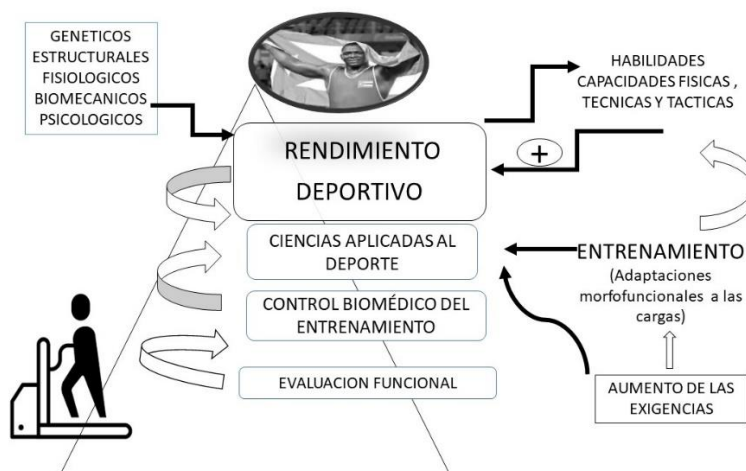 GENETICOS
ESTRUCTURALES
FISIOLOGICOS
BIOMECANICOS
PSICOLOGICOS
HABILIDADES
CAPACIDADES FISICAS ,
TECNICAS Y TACTICAS
+
RENDIMIENTO
DEPORTIVO
CIENCIAS APLICADAS AL
DEPORTE
CONTROL BIOMÉDICO DEL
ENTRENAMIENTO
EVALUACION FUNCIONAL
ENTRENAMIENTO
(Adaptaciones
morfofuncionales a las
cargas)
AUMENTO DE LAS
EXIGENCIAS